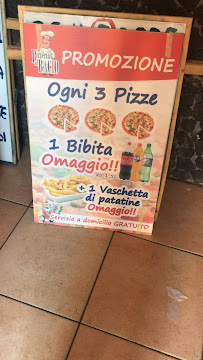 PROMOZIONE
Ogni 3 Pizze
1 Bibita
Omaggio!!
+ 1 Vaschetta
di patatine
Omaggio!!
Servizio a domicilio GRATUITO